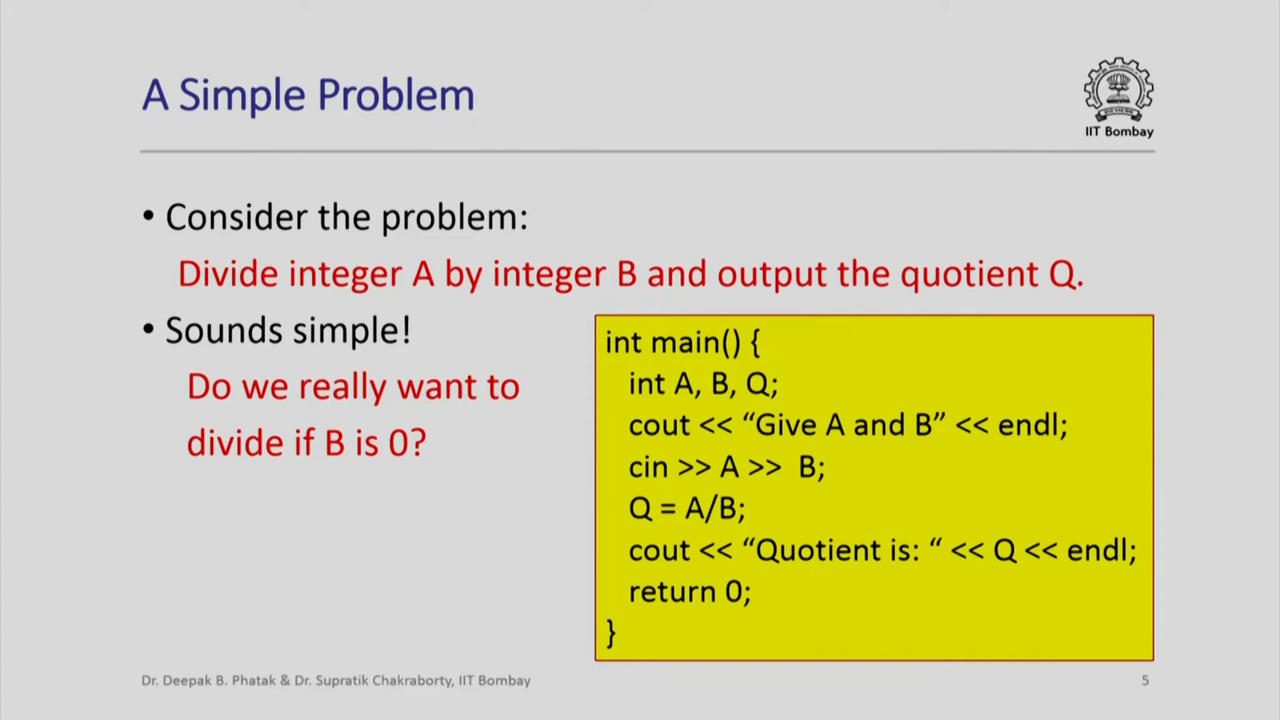 A Simple Problem
IIT Bombay
• Consider the problem:
Divide integer A by integer B and output the quotient Q.
• Sounds simple!
Do we really want to
divide if B is 0?
int main() {
int A, B, Q;
cout << “Give A and B” << endl;
cin >> A >> B;
Q = A/B;
cout << “Quotient is: “ << Q << endl;
return 0;
}
Dr. Deepak B. Phatak & Dr. Supratik Chakraborty, IIT Bombay
5